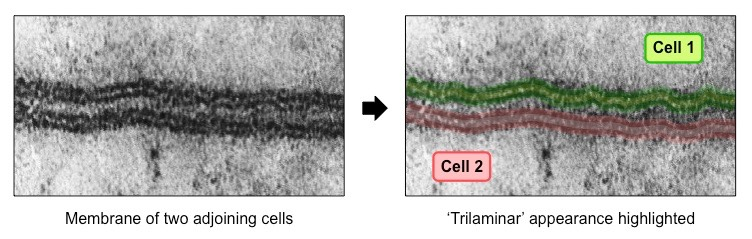 Cell 1
Cell 2
Membrane of two adjoining cells
‘Trilaminar’ appearance highlighted